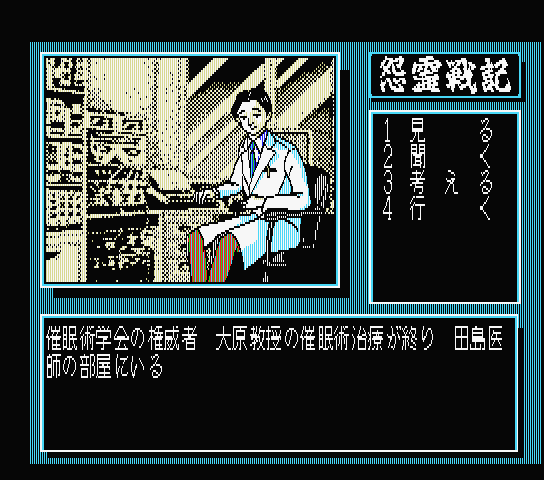 怨霊戦記
1 見る
2 聞く
3 考える
4 行く
催眠術学会の権威者　大原教授の催眠術治療が終り　田島医
師の部屋にいる